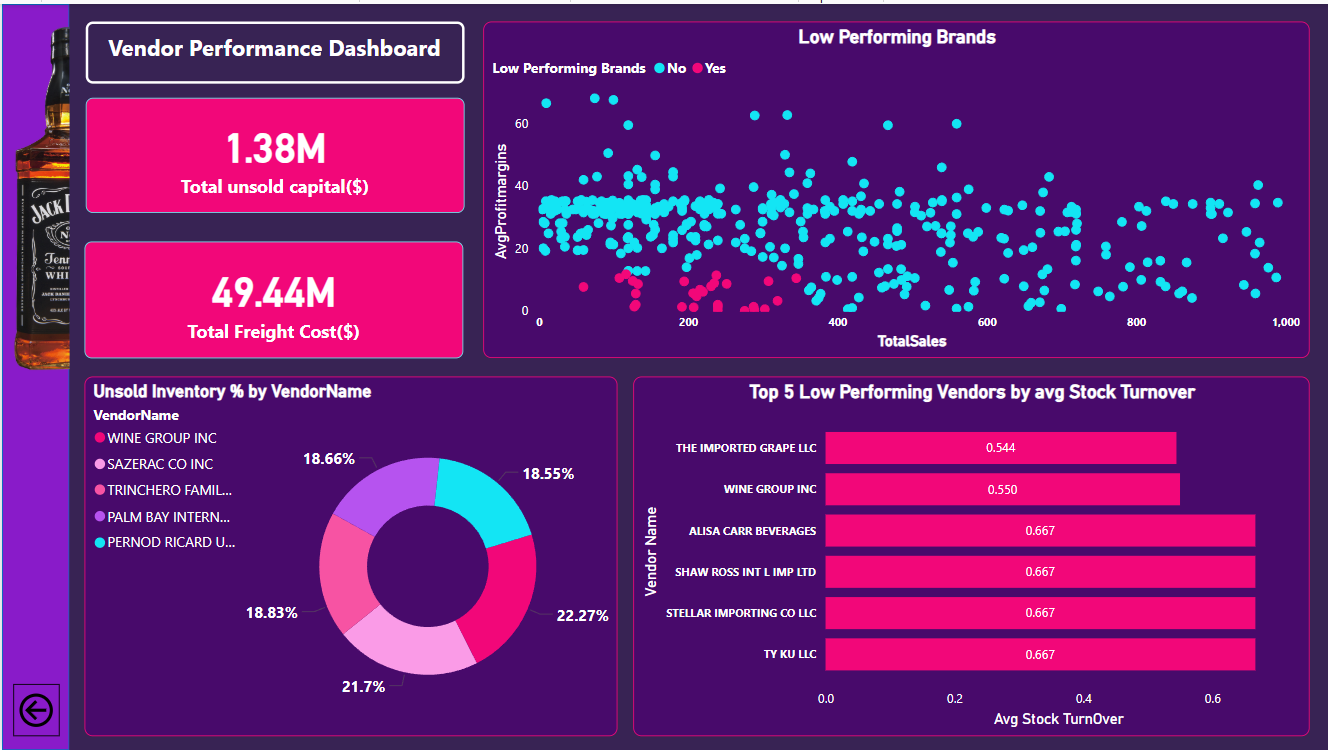 Vendor Performance Dashboard
1.38M
Total unsold capital($)
49.44M
Total Freight Cost($)
JACK
Tenn
WHI
Low Performing Brands
Low Performing Brands No Yes
AvgProfitmargins
60
40
20
0
0 200 400 600 800 1,000
TotalSales
Unsold Inventory % by VendorName
VendorName
WINE GROUP INC
SAZERAC CO INC
TRINCHERO FAMIL...
PALM BAY INTERN...
PERNOD RICARD U...
18.66%
18.55%
18.83%
22.27%
21.7%
Top 5 Low Performing Vendors by avg Stock Turnover
Vendor Name
THE IMPORTED GRAPE LLC 0.544
WINE GROUP INC 0.550
ALISA CARR BEVERAGES 0.667
SHAW ROSS INT L IMP LTD 0.667
STELLAR IMPORTING CO LLC 0.667
TY KU LLC 0.667
0.0 0.2 0.4 0.6
Avg Stock TurnOver